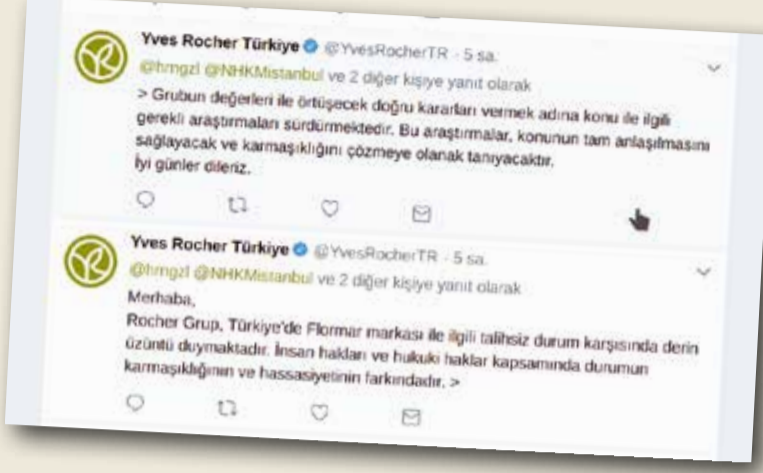 Yves Rocher Türkiye @YvesRocherTR · 5 sa.
@hmgzl @NHKMistanbul ve 2 diğer kişiye yanıt olarak
> Grubun değerleri ile örtüşecek doğru kararları vermek adına konu ile ilgili
gerekli araştırmaları sürdürmektedir. Bu araştırmalar, konunun tam anlaşılmasını
sağlayacak ve karmaşıklığını çözmeye olanak tanıyacaktır.
İyi günler dileriz.
Yves Rocher Türkiye @YvesRocherTR · 5 sa.
@hmgzl @NHKMistanbul ve 2 diğer kişiye yanıt olarak
Merhaba,
Rocher Grup, Türkiye'de Flormar markası ile ilgili talihsiz durum karşısında derin
üzüntü duymaktadır. İnsan hakları ve hukuki haklar kapsamında durumun
karmaşıklığının ve hassasiyetinin farkındadır. >